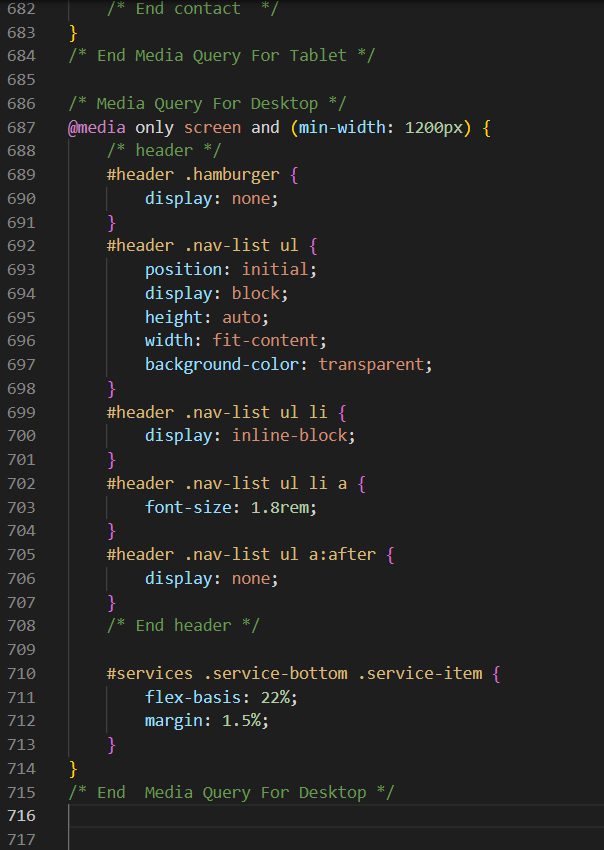 682 /* End contact  */
683 }
684 /* End Media Query For Tablet */
685
686 /* Media Query For Desktop */
687 @media only screen and (min-width: 1200px) {
688     /* header */
689     #header .hamburger {
690         display: none;
691     }
692     #header .nav-list ul {
693         position: initial;
694         display: block;
695         height: auto;
696         width: fit-content;
697         background-color: transparent;
698     }
699     #header .nav-list ul li {
700         display: inline-block;
701     }
702     #header .nav-list ul li a {
703         font-size: 1.8rem;
704     }
705     #header .nav-list ul a:after {
706         display: none;
707     }
708     /* End header */
709
710     #services .service-bottom .service-item {
711         flex-basis: 22%;
712         margin: 1.5%;
713     }
714 }
715 /* End  Media Query For Desktop */
716
717